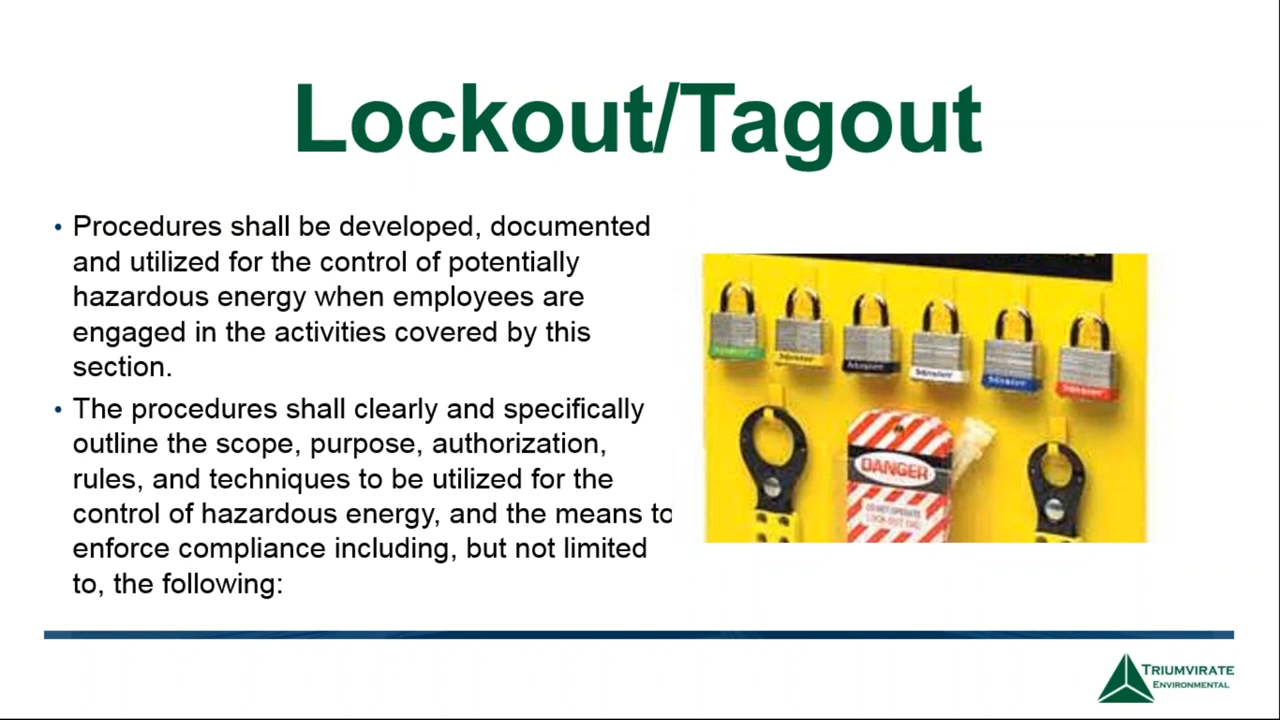 Lockout/Tagout
• Procedures shall be developed, documented
and utilized for the control of potentially
hazardous energy when employees are
engaged in the activities covered by this
section.
• The procedures shall clearly and specifically
outline the scope, purpose, authorization,
rules, and techniques to be utilized for the
control of hazardous energy, and the means to
enforce compliance including, but not limited
to, the following:
DANGER
DO NOT OPERATE
TRIUMVIRATE
ENVIRONMENTAL